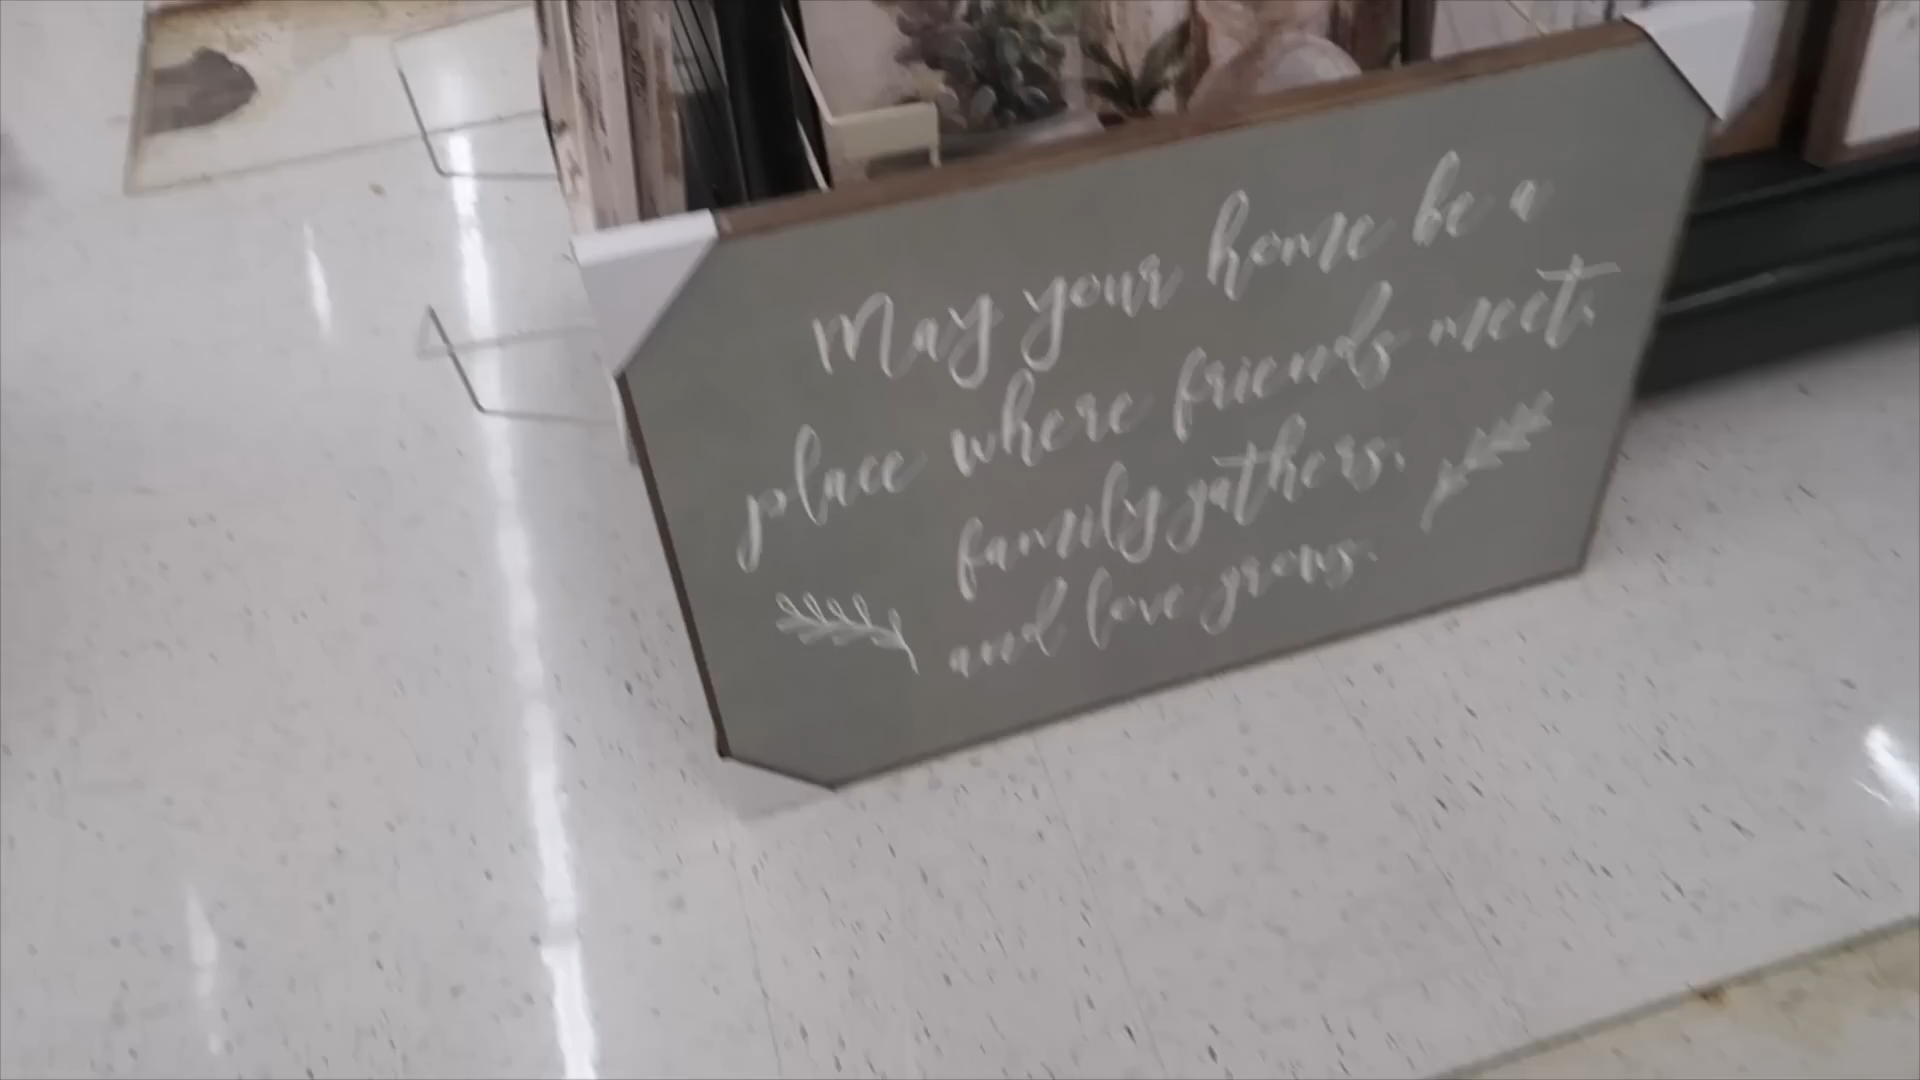 May your home be a
place where friends meet,
family gathers,
and love grows.